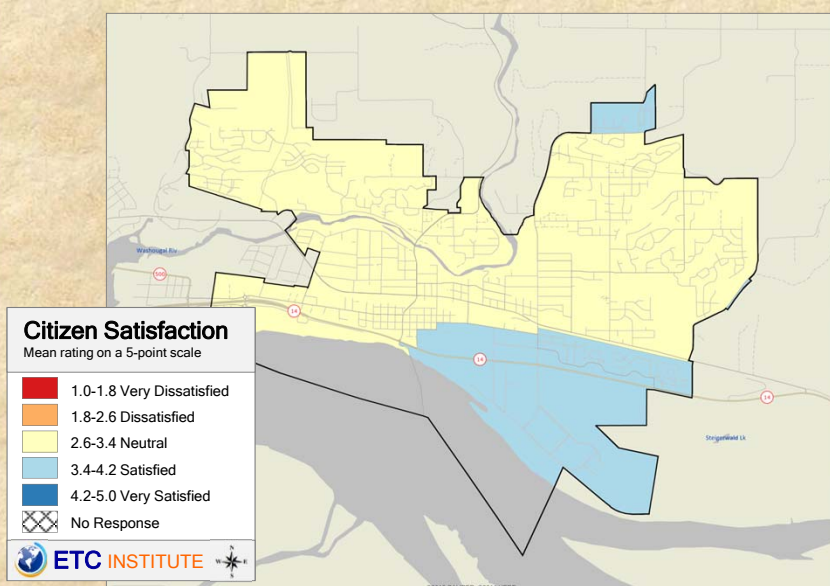 Washougal Riv
500
14
14
14
Steigerwald Lk
Citizen Satisfaction
Mean rating on a 5-point scale
1.0-1.8 Very Dissatisfied
1.8-2.6 Dissatisfied
2.6-3.4 Neutral
3.4-4.2 Satisfied
4.2-5.0 Very Satisfied
No Response
ETC INSTITUTE
N
W E
S